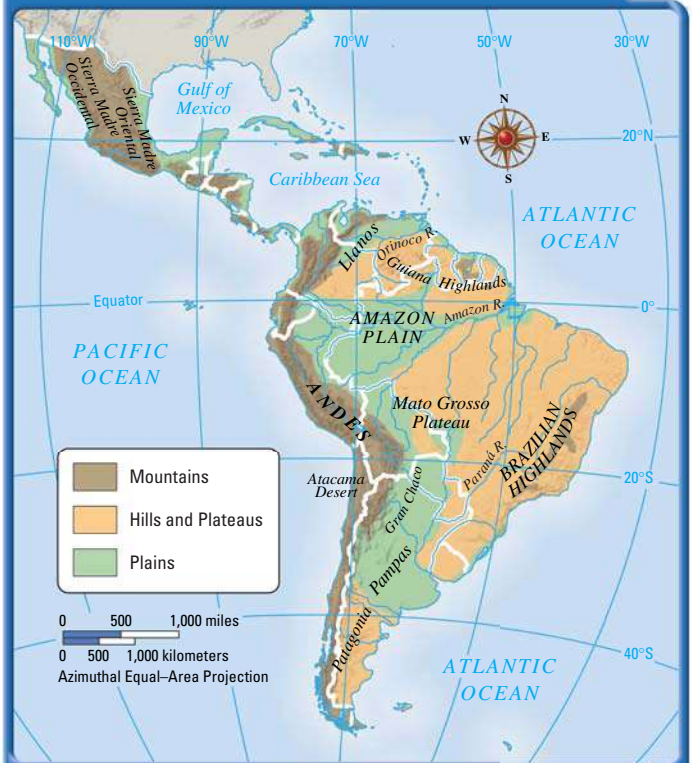 110°W
90°W
70°W
50°W
30°W
Sierra Madre
Occidental
Sierra Madre
Oriental
Gulf of
Mexico
N
W
E
S
20°N
Caribbean Sea
ATLANTIC
OCEAN
Llanos
Orinoco R.
Guiana Highlands
Equator
0°
AMAZON
PLAIN
Amazon R.
PACIFIC
OCEAN
ANDES
Mato Grosso
Plateau
BRAZILIAN
HIGHLANDS
Paraná R.
Atacama
Desert
Gran Chaco
20°S
Mountains
Hills and Plateaus
Plains
Pampas
Patagonia
0 500 1,000 miles
0 500 1,000 kilometers
Azimuthal Equal–Area Projection
40°S
ATLANTIC
OCEAN